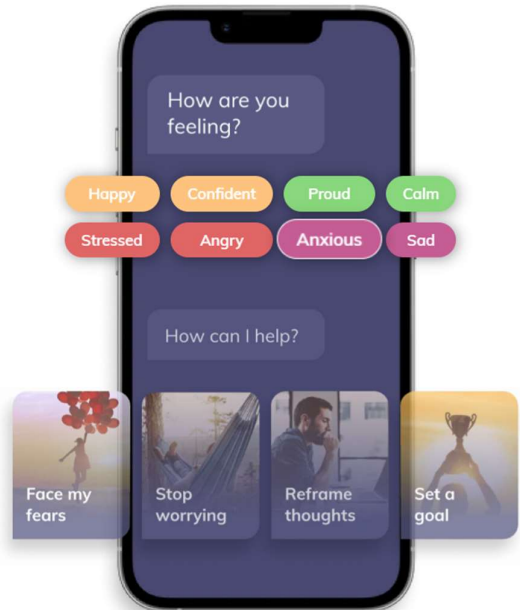 How are you
feeling?
Happy Confident Proud Calm
Stressed Angry Anxious Sad
How can I help?
Face my
fears
Stop
worrying
Reframe
thoughts
Set a
goal